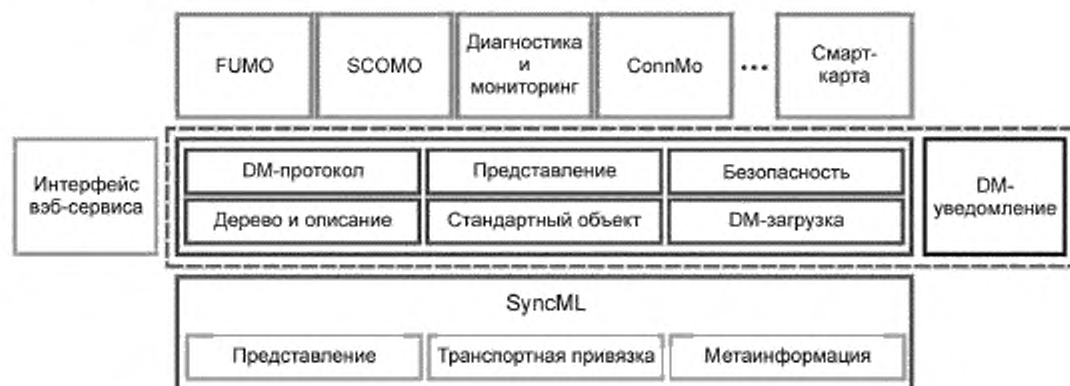 FUMO
SCOMO
Диагностика
и
мониторинг
ConnMo
...
Смарт-
карта
Интерфейс
вэб-сервиса
DM-протокол
Представление
Безопасность
Дерево и описание
Стандартный объект
DM-загрузка
DM-
уведомление
SyncML
Представление
Транспортная привязка
Метаинформация